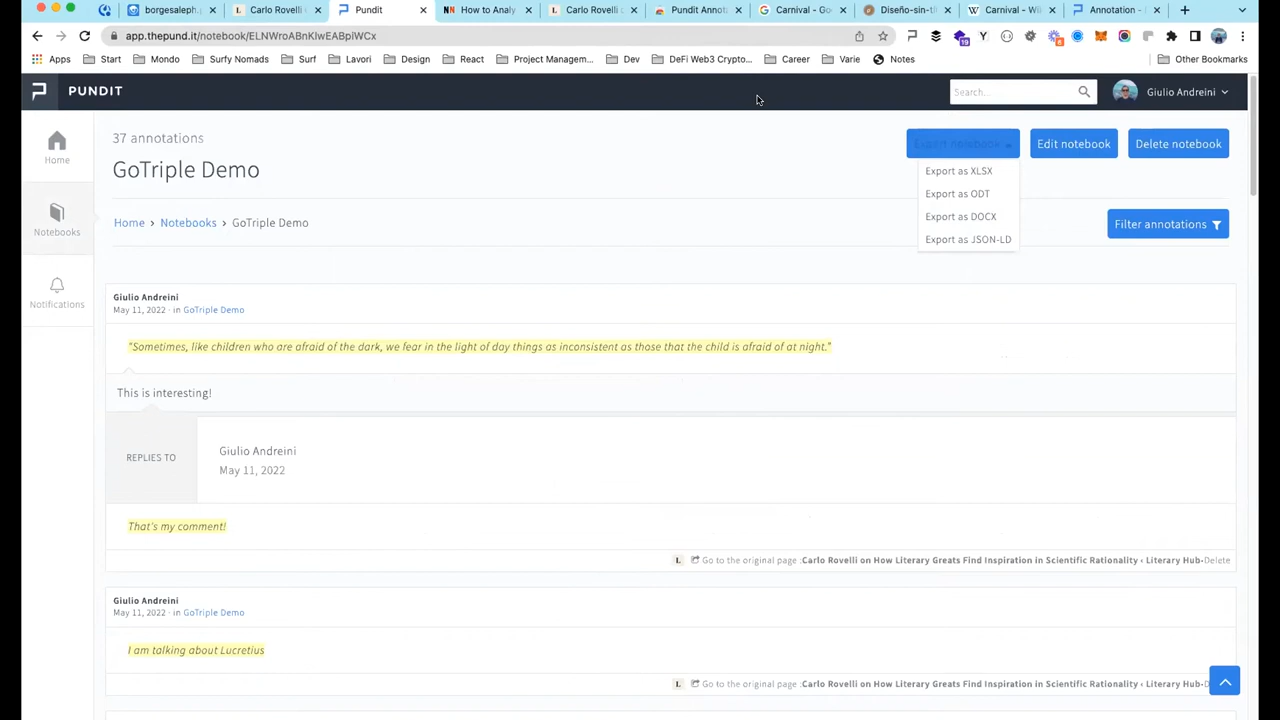 borgesaleph.p
Carlo Rovelli
Pundit
How to Analy
Carlo Rovelli
Pundit Annot
Carnival - Go
Diseño-sin-th
Carnival - Wi
Annotation -
app.thepund.it/notebook/ELNWroABnKIwEABpiWCx
Apps
Start
Mondo
Surfy Nomads
Surf
Lavori
Design
React
Project Managem...
Dev
DeFi Web3 Crypto...
Career
Varie
Notes
Other Bookmarks
PUNDIT
Search...
Giulio Andreini
37 annotations
Export notebook
Edit notebook
Delete notebook
Home
GoTriple Demo
Export as XLSX
Export as ODT
Export as DOCX
Export as JSON-LD
Home › Notebooks › GoTriple Demo
Filter annotations
Notebooks
Notifications
Giulio Andreini
May 11, 2022 · in GoTriple Demo
"Sometimes, like children who are afraid of the dark, we fear in the light of day things as inconsistent as those that the child is afraid of at night."
This is interesting!
REPLIES TO
Giulio Andreini
May 11, 2022
That's my comment!
L Go to the original page :Carlo Rovelli on How Literary Greats Find Inspiration in Scientific Rationality ‹ Literary Hub-Delete
Giulio Andreini
May 11, 2022 · in GoTriple Demo
I am talking about Lucretius
L Go to the original page :Carlo Rovelli on How Literary Greats Find Inspiration in Scientific Rationality ‹ Literary Hub-